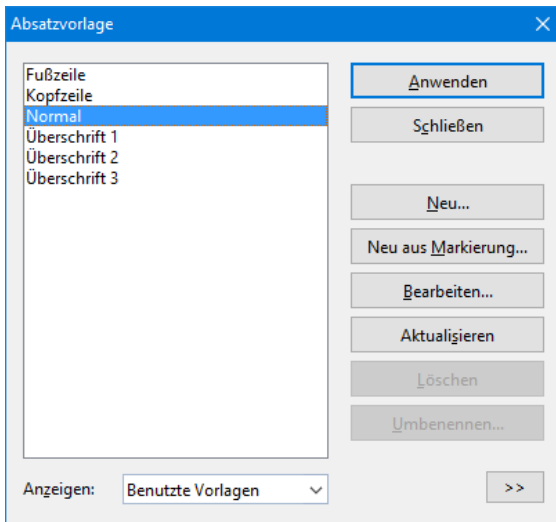 Absatzvorlage
Fußzeile
Kopfzeile
Normal
Überschrift 1
Überschrift 2
Überschrift 3
Anwenden
Schließen
Neu...
Neu aus Markierung...
Bearbeiten...
Aktualisieren
Löschen
Umbenennen...
Anzeigen:
Benutzte Vorlagen
>>